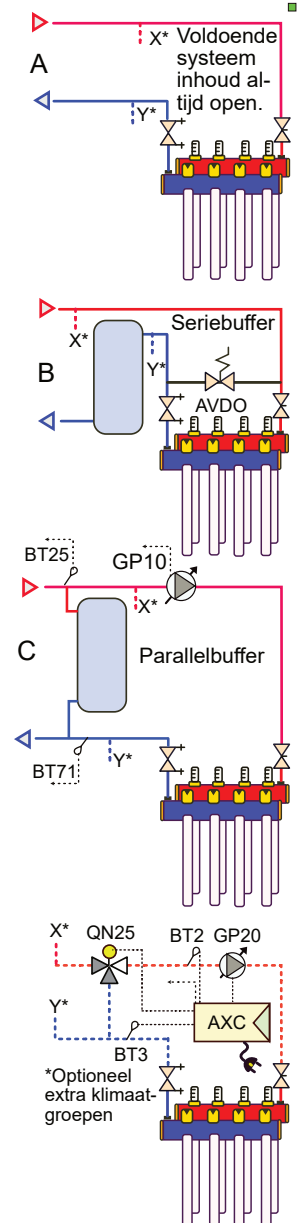 X*
Voldoende
systeem
inhoud al-
tijd open.
A
Y*
Seriebuffer
X*
Y*
B
AVDO
BT25
GP10
X*
C
Parallelbuffer
Y*
BT71
QN25
X*
BT2
GP20
Y*
AXC
BT3
*Optioneel
extra klimaat-
groepen